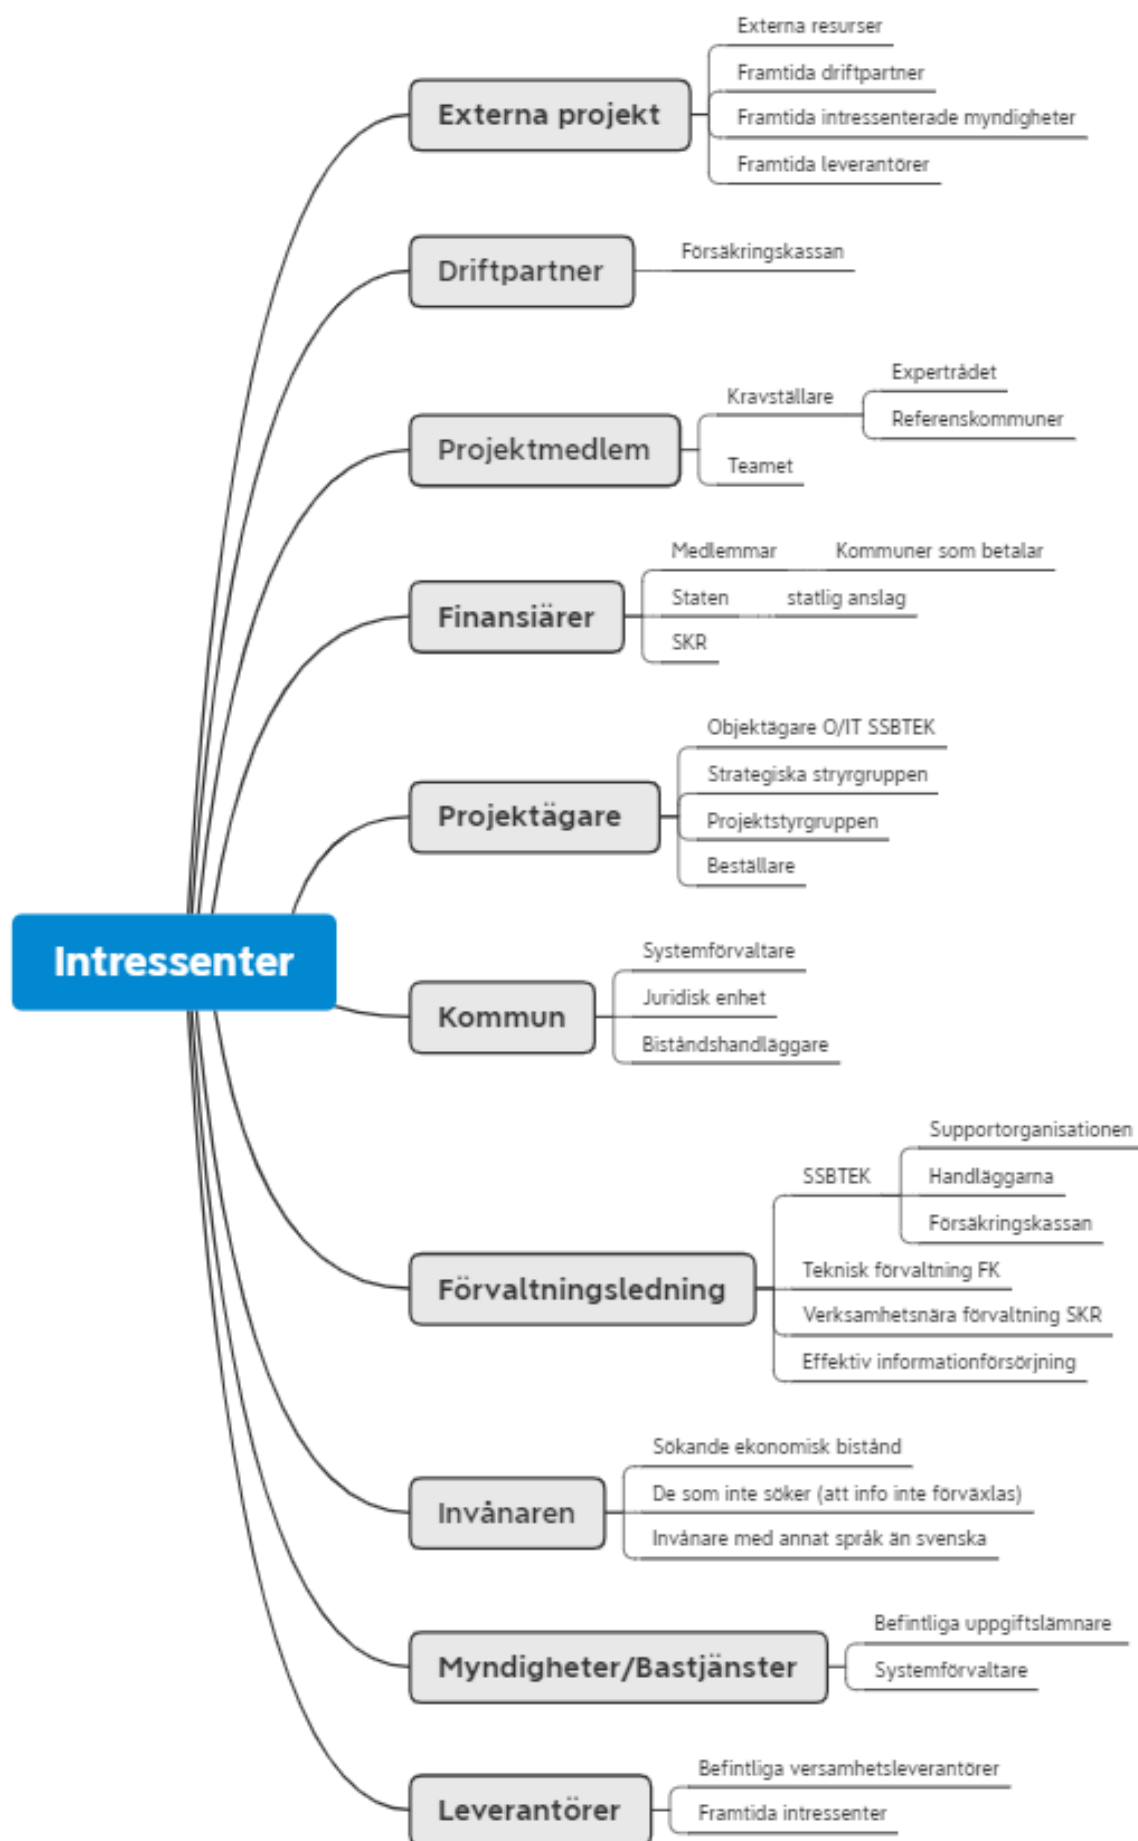 Intressenter
Externa projekt
Externa resurser
Framtida driftpartner
Framtida intressenterade myndigheter
Framtida leverantörer
Driftpartner
Försäkringskassan
Projektmedlem
Kravställare
Expertrådet
Referenskommuner
Teamet
Finansiärer
Medlemmar
Kommuner som betalar
Staten
statlig anslag
SKR
Projektägare
Objektägare O/IT SSBTEK
Strategiska stryrgruppen
Projektstyrgruppen
Beställare
Kommun
Systemförvaltare
Juridisk enhet
Biståndshandläggare
Förvaltningsledning
SSBTEK
Supportorganisationen
Handläggarna
Försäkringskassan
Teknisk förvaltning FK
Verksamhetsnära förvaltning SKR
Effektiv informationförsörjning
Invånaren
Sökande ekonomisk bistånd
De som inte söker (att info inte förväxlas)
Invånare med annat språk än svenska
Myndigheter/Bastjänster
Befintliga uppgiftslämnare
Systemförvaltare
Leverantörer
Befintliga versamhetsleverantörer
Framtida intressenter